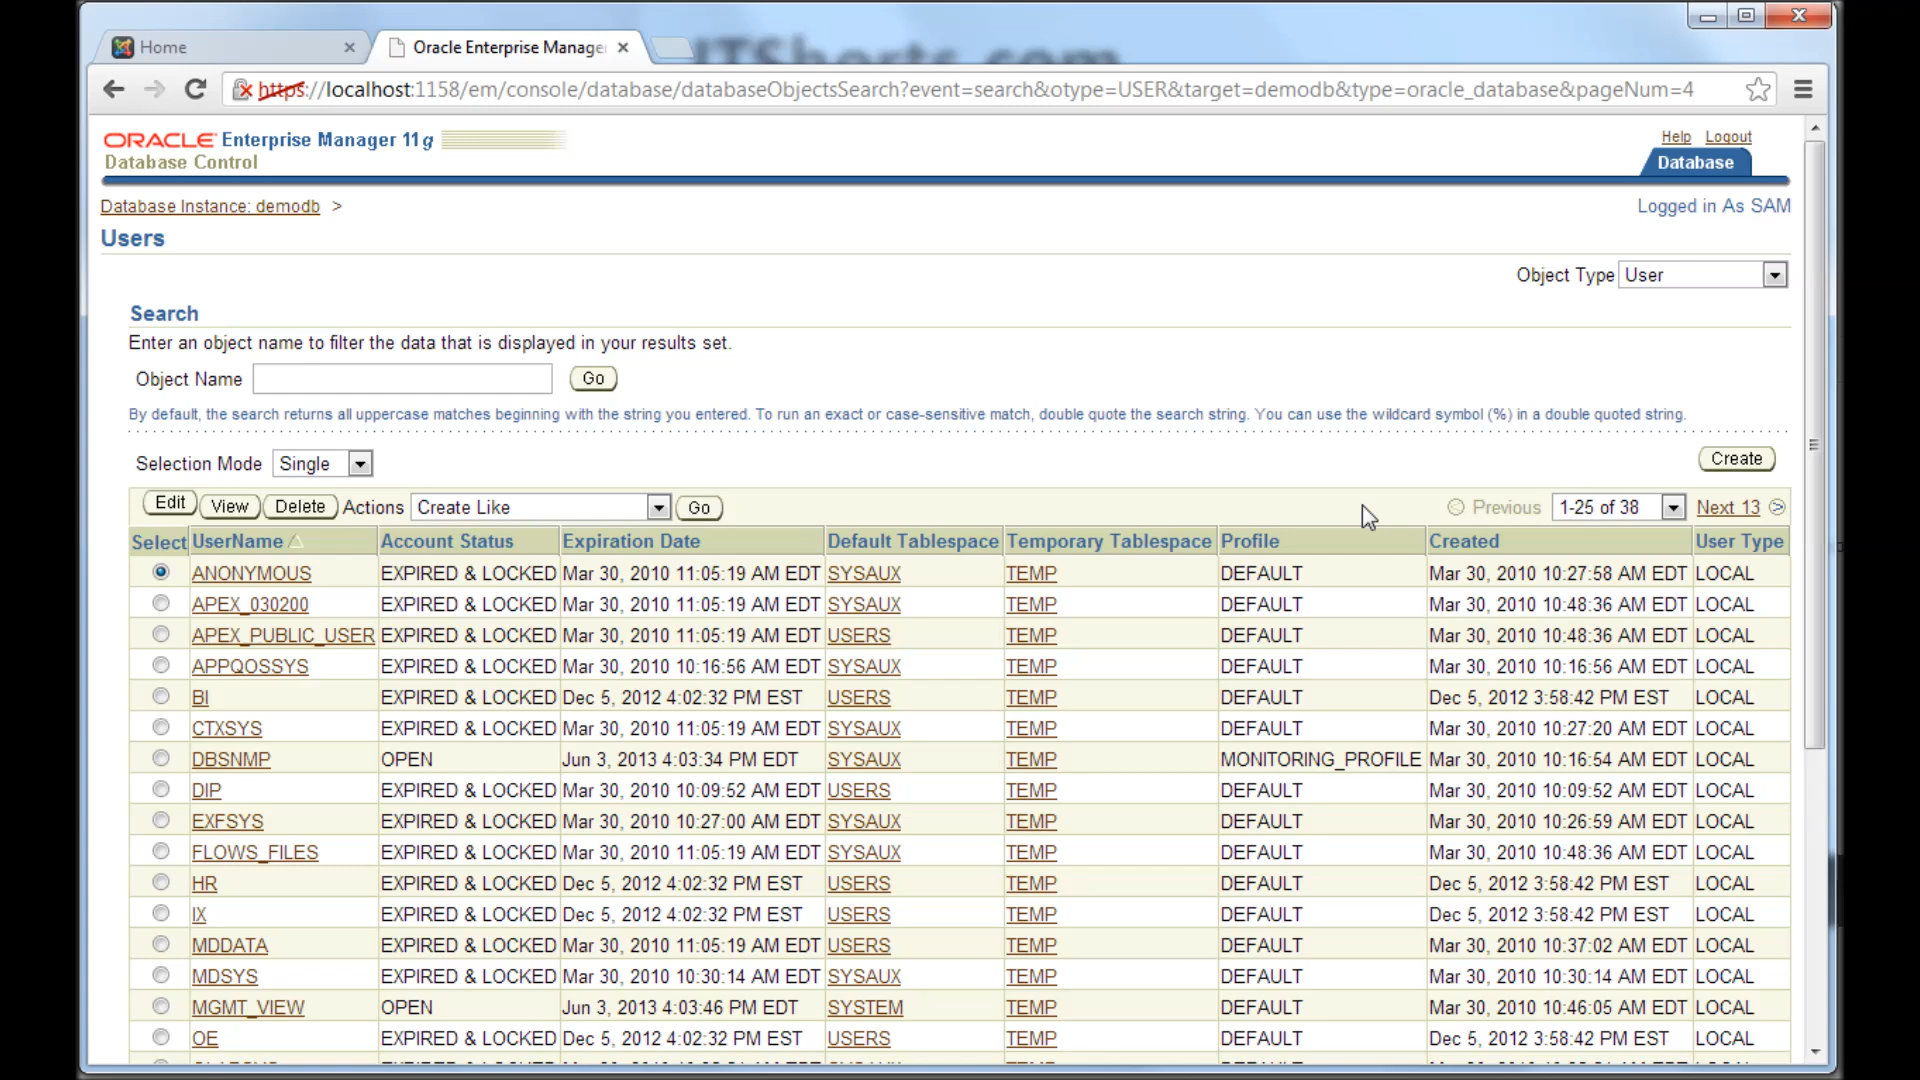 ITShorts.com
Home
Oracle Enterprise Manage
https://localhost:1158/em/console/database/databaseObjectsSearch?event=search&otype=USER&target=demodb&type=oracle_database&pageNum=4
ORACLE Enterprise Manager 11g
Database Control
Help Logout
Database
Database Instance: demodb >
Logged in As SAM
Users
Object Type User
Search
Enter an object name to filter the data that is displayed in your results set.
Object Name Go
By default, the search returns all uppercase matches beginning with the string you entered. To run an exact or case-sensitive match, double quote the search string. You can use the wildcard symbol (%) in a double quoted string.
Selection Mode Single
Create
Edit View Delete Actions Create Like Go Previous 1-25 of 38 Next 13
Select UserName Account Status Expiration Date Default Tablespace Temporary Tablespace Profile Created User Type
ANONYMOUS EXPIRED & LOCKED Mar 30, 2010 11:05:19 AM EDT SYSAUX TEMP DEFAULT Mar 30, 2010 10:27:58 AM EDT LOCAL
APEX_030200 EXPIRED & LOCKED Mar 30, 2010 11:05:19 AM EDT SYSAUX TEMP DEFAULT Mar 30, 2010 10:48:36 AM EDT LOCAL
APEX_PUBLIC_USER EXPIRED & LOCKED Mar 30, 2010 11:05:19 AM EDT USERS TEMP DEFAULT Mar 30, 2010 10:48:36 AM EDT LOCAL
APPQOSSYS EXPIRED & LOCKED Mar 30, 2010 10:16:56 AM EDT SYSAUX TEMP DEFAULT Mar 30, 2010 10:16:56 AM EDT LOCAL
BI EXPIRED & LOCKED Dec 5, 2012 4:02:32 PM EST USERS TEMP DEFAULT Dec 5, 2012 3:58:42 PM EST LOCAL
CTXSYS EXPIRED & LOCKED Mar 30, 2010 11:05:19 AM EDT SYSAUX TEMP DEFAULT Mar 30, 2010 10:27:20 AM EDT LOCAL
DBSNMP OPEN Jun 3, 2013 4:03:34 PM EDT SYSAUX TEMP MONITORING_PROFILE Mar 30, 2010 10:16:54 AM EDT LOCAL
DIP EXPIRED & LOCKED Mar 30, 2010 10:09:52 AM EDT USERS TEMP DEFAULT Mar 30, 2010 10:09:52 AM EDT LOCAL
EXFSYS EXPIRED & LOCKED Mar 30, 2010 10:27:00 AM EDT SYSAUX TEMP DEFAULT Mar 30, 2010 10:26:59 AM EDT LOCAL
FLOWS_FILES EXPIRED & LOCKED Mar 30, 2010 11:05:19 AM EDT SYSAUX TEMP DEFAULT Mar 30, 2010 10:48:36 AM EDT LOCAL
HR EXPIRED & LOCKED Dec 5, 2012 4:02:32 PM EST USERS TEMP DEFAULT Dec 5, 2012 3:58:42 PM EST LOCAL
IX EXPIRED & LOCKED Dec 5, 2012 4:02:32 PM EST USERS TEMP DEFAULT Dec 5, 2012 3:58:42 PM EST LOCAL
MDDATA EXPIRED & LOCKED Mar 30, 2010 11:05:19 AM EDT USERS TEMP DEFAULT Mar 30, 2010 10:37:02 AM EDT LOCAL
MDSYS EXPIRED & LOCKED Mar 30, 2010 10:30:14 AM EDT SYSAUX TEMP DEFAULT Mar 30, 2010 10:30:14 AM EDT LOCAL
MGMT_VIEW OPEN Jun 3, 2013 4:03:46 PM EDT SYSTEM TEMP DEFAULT Mar 30, 2010 10:46:05 AM EDT LOCAL
OE EXPIRED & LOCKED Dec 5, 2012 4:02:32 PM EST USERS TEMP DEFAULT Dec 5, 2012 3:58:42 PM EST LOCAL